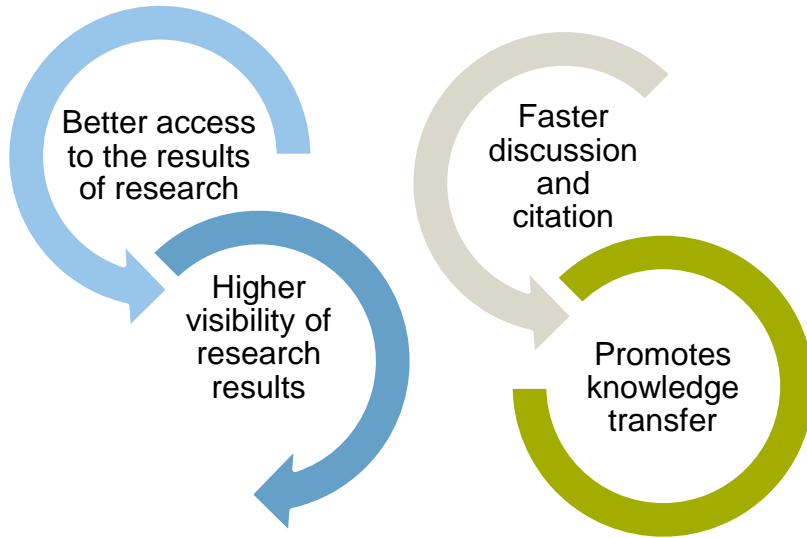 Better access
to the results
of research
Higher
visibility of
research
results
Faster
discussion
and
citation
Promotes
knowledge
transfer